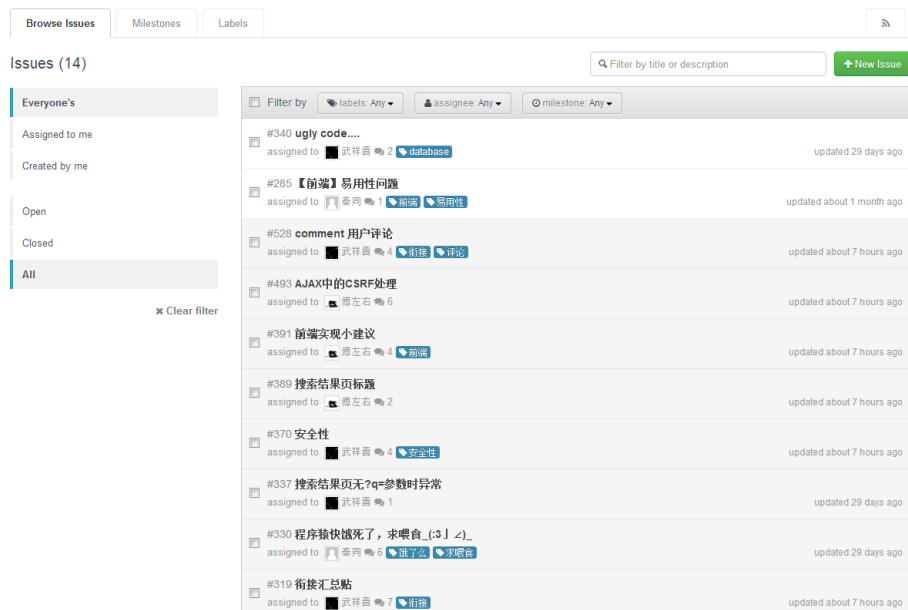 Browse Issues Milestones Labels
Issues (14) Filter by title or description New Issue
Everyone's
Assigned to me
Created by me
Open
Closed
All
Clear filter
Filter by labels: Any assignee: Any milestone: Any
#340 ugly code....
assigned to 武祥晋 2 database updated 29 days ago
#285 【前端】易用性问题
assigned to 秦同 1 前端 易用性 updated about 1 month ago
#528 comment 用户评论
assigned to 武祥晋 4 衔接 评论 updated about 7 hours ago
#493 AJAX中的CSRF处理
assigned to 傅左右 6 updated about 7 hours ago
#391 前端实现小建议
assigned to 傅左右 4 前端 updated about 7 hours ago
#389 搜索结果页标题
assigned to 傅左右 2 updated about 7 hours ago
#370 安全性
assigned to 武祥晋 4 安全性 updated about 7 hours ago
#337 搜索结果页无?q=参数时异常
assigned to 武祥晋 1 updated 29 days ago
#330 程序猿快饿死了，求喂食_(:3」∠)_
assigned to 秦同 6 饿了么 求喂食 updated 29 days ago
#319 衔接汇总贴
assigned to 武祥晋 7 衔接 updated about 7 hours ago